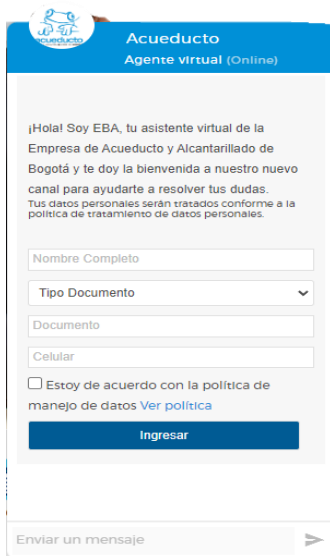 acueducto
Acueducto
Agente virtual (Online)
¡Hola! Soy EBA, tu asistente virtual de la
Empresa de Acueducto y Alcantarillado de
Bogotá y te doy la bienvenida a nuestro nuevo
canal para ayudarte a resolver tus dudas.
Tus datos personales serán tratados conforme a la
política de tratamiento de datos personales.
Nombre Completo
Tipo Documento
Documento
Celular
Estoy de acuerdo con la política de
manejo de datos Ver política
Ingresar
Enviar un mensaje